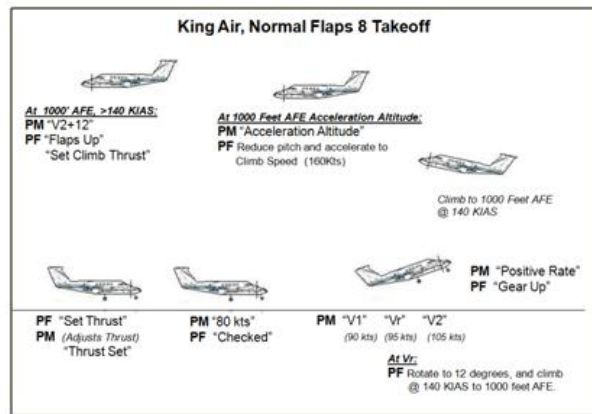 King Air, Normal Flaps 8 Takeoff
At 1000' AFE, >140 KIAS:
PM "V2+12"
PF "Flaps Up"
"Set Climb Thrust"
At 1000 Feet AFE Acceleration Altitude:
PM "Acceleration Altitude"
PF Reduce pitch and accelerate to
Climb Speed (160Kts)
Climb to 1000 Feet AFE
@ 140 KIAS
PM "Positive Rate"
PF "Gear Up"
PF "Set Thrust"
PM (Adjusts Thrust)
"Thrust Set"
PM "80 kts"
PF "Checked"
PM "V1" "Vr" "V2"
(90 kts) (95 kts) (105 kts)
At Vr:
PF Rotate to 12 degrees, and climb
@ 140 KIAS to 1000 feet AFE.